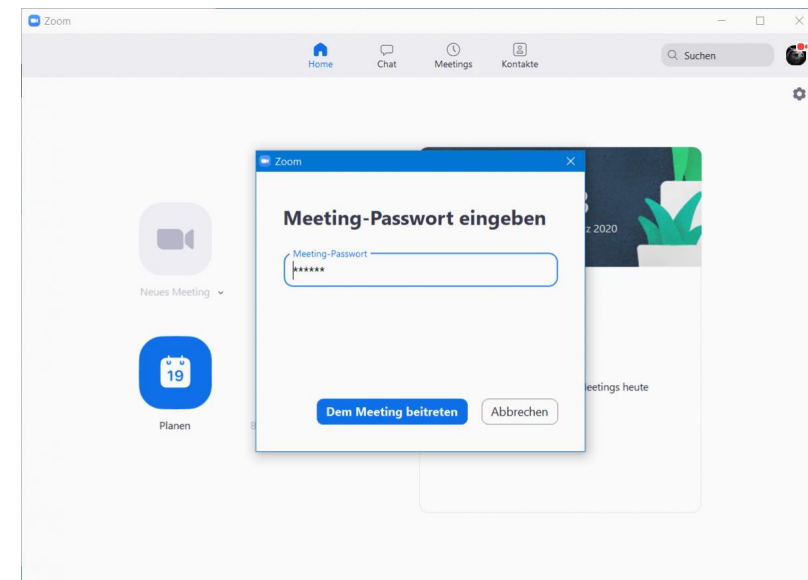 Zoom
Home
Chat
Meetings
Kontakte
Suchen
Zoom
Meeting-Passwort eingeben
z 2020
Meeting-Passwort
******
Neues Meeting
19
eetings heute
Dem Meeting beitreten
Abbrechen
Planen